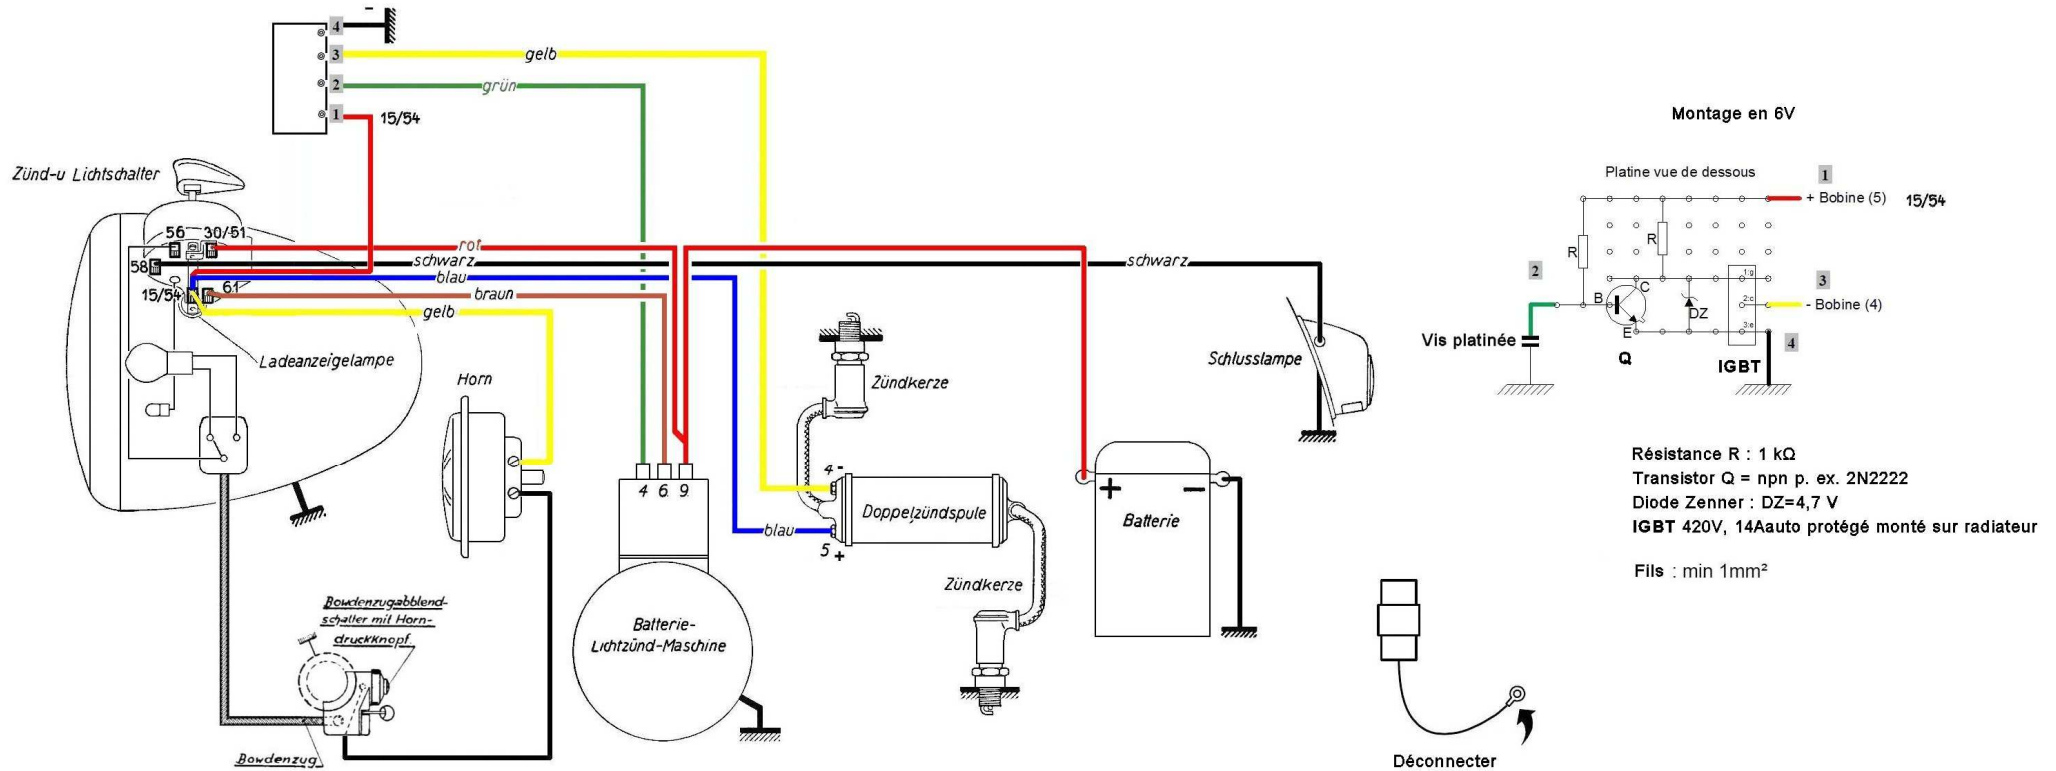 -
4
3
2
1
gelb
grün
15/54
Zünd-u Lichtschalter
56
30/51
58
15/54
61
rot
schwarz
blau
braun
gelb
schwarz
Ladeanzeigelampe
Horn
Zündkerze
Schlusslampe
4 6 9
4 -
Doppelzündspule
blau
5 +
+ -
Batterie
Zündkerze
Batterie-
Lichtzünd-Maschine
Bowdenzugabblend-
schalter mit Horn-
druckknopf
Bowdenzug
Montage en 6V
Platine vue de dessous
1
+ Bobine (5)
15/54
R
R
2
1:g
3
C
B
2:c
- Bobine (4)
DZ
E
3:e
4
Vis platinée
Q
IGBT
Résistance R : 1 kΩ
Transistor Q = npn p. ex. 2N2222
Diode Zenner : DZ=4,7 V
IGBT 420V, 14Aauto protégé monté sur radiateur
Fils : min 1mm²
Déconnecter